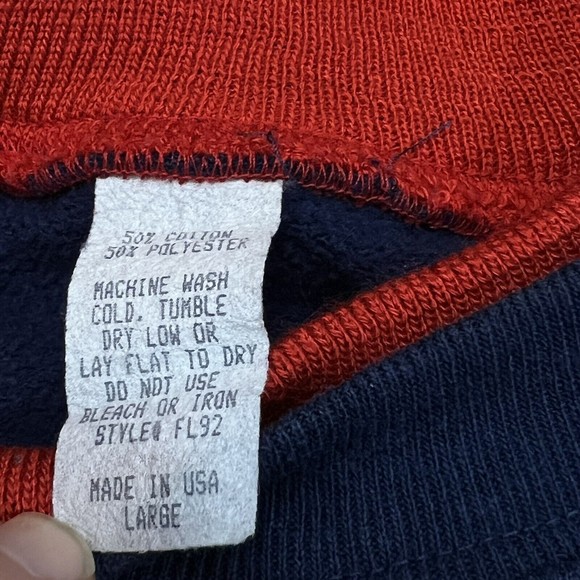 50% COTTON
50% POLYESTER
MACHINE WASH
COLD. TUMBLE
DRY LOW OR
LAY FLAT TO DRY
DO NOT USE
BLEACH OR IRON
STYLE# FL92
MADE IN USA
LARGE